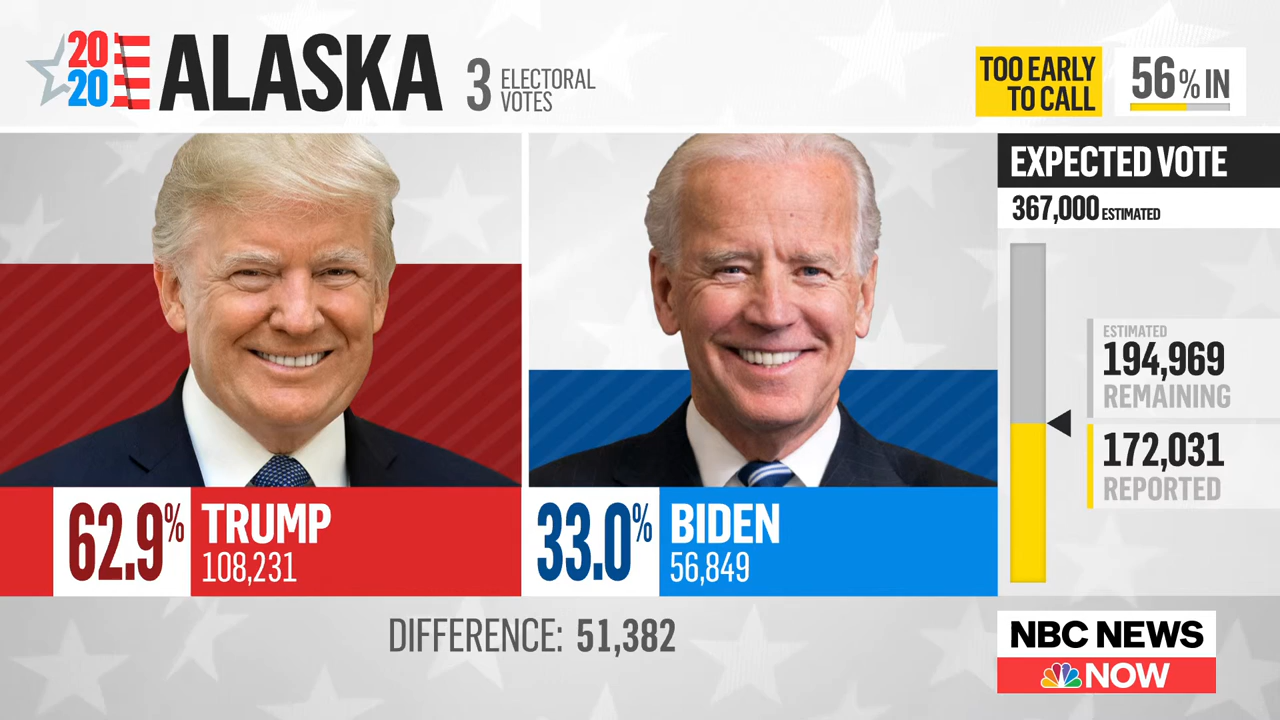 2020 ALASKA
3 ELECTORAL VOTES
TOO EARLY
TO CALL
56% IN
EXPECTED VOTE
367,000 ESTIMATED
ESTIMATED
194,969
REMAINING
172,031
REPORTED
62.9% TRUMP
108,231
33.0% BIDEN
56,849
DIFFERENCE: 51,382
NBC NEWS
NOW